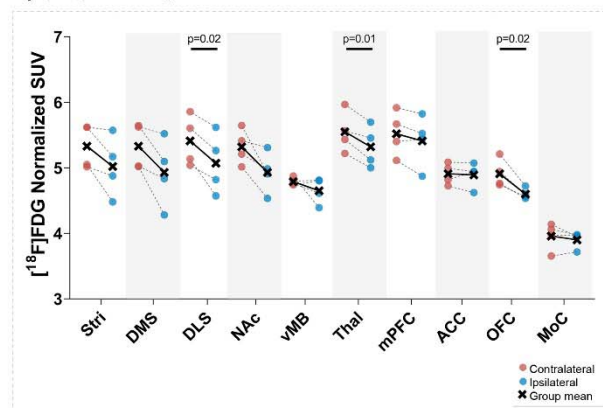 [18F]FDG Normalized SUV
7
6
5
4
3
p=0.02
p=0.01
p=0.02
Stri
DMS
DLS
NAc
vMB
Thal
mPFC
ACC
OFC
MoC
Contralateral
Ipsilateral
Group mean